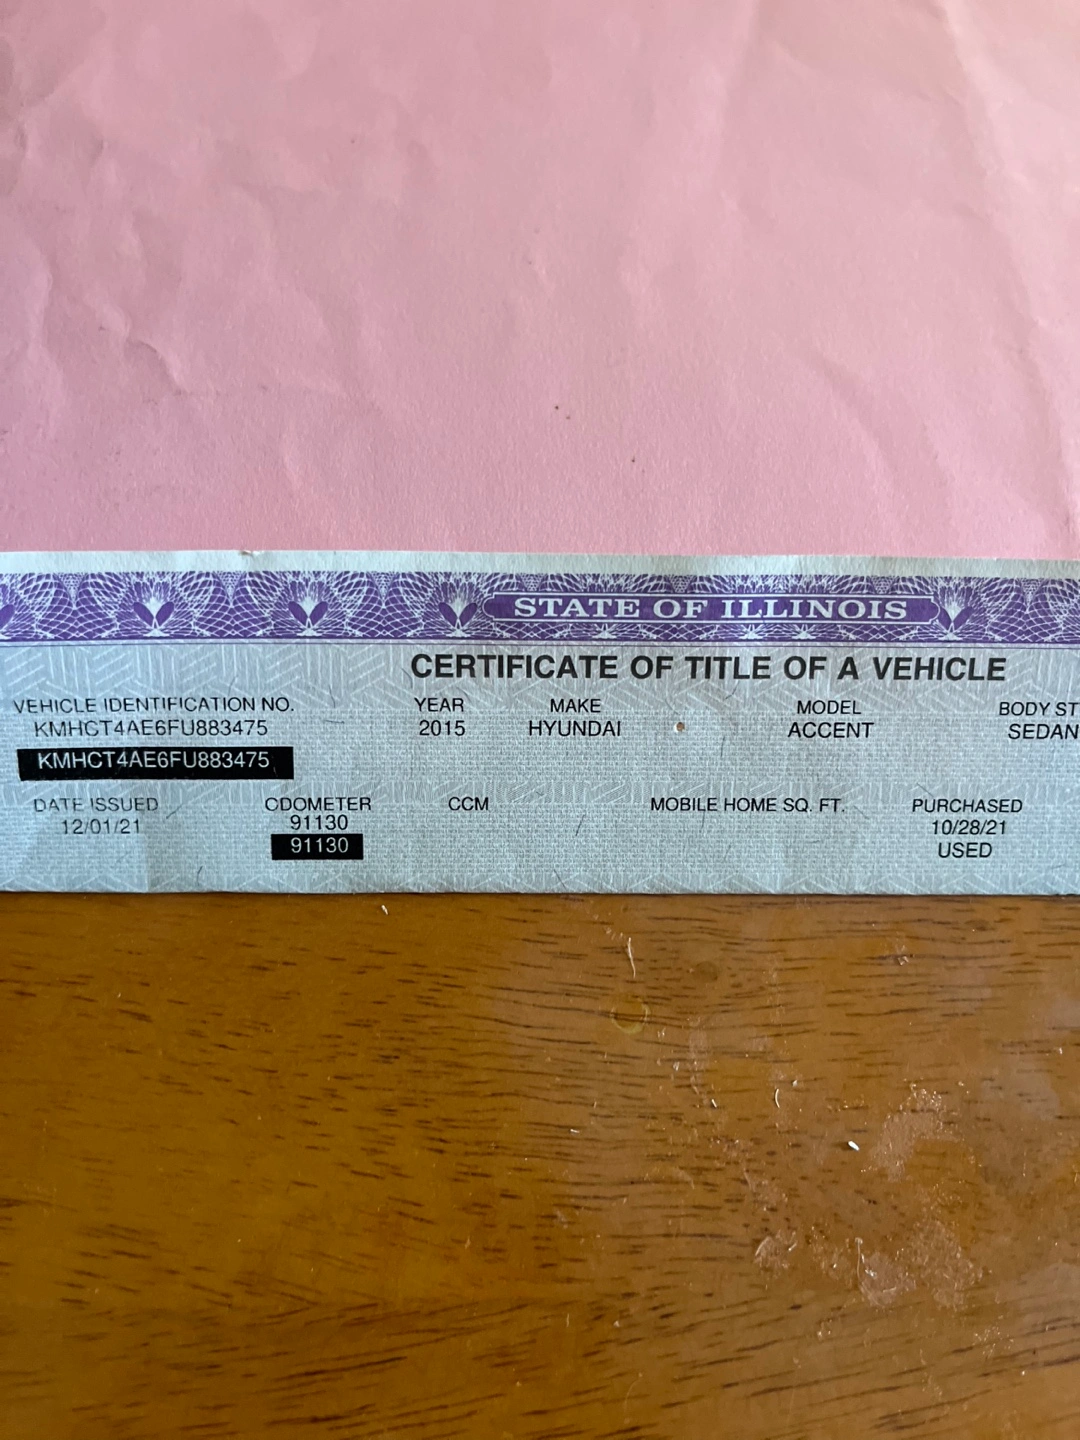 STATE OF ILLINOIS
CERTIFICATE OF TITLE OF A VEHICLE
VEHICLE IDENTIFICATION NO. YEAR MAKE MODEL BODY ST
KMHCT4AE6FU883475 2015 HYUNDAI ACCENT SEDAN
KMHCT4AE6FU883475
DATE ISSUED ODOMETER CCM MOBILE HOME SQ. FT. PURCHASED
12/01/21 91130 10/28/21
91130 USED